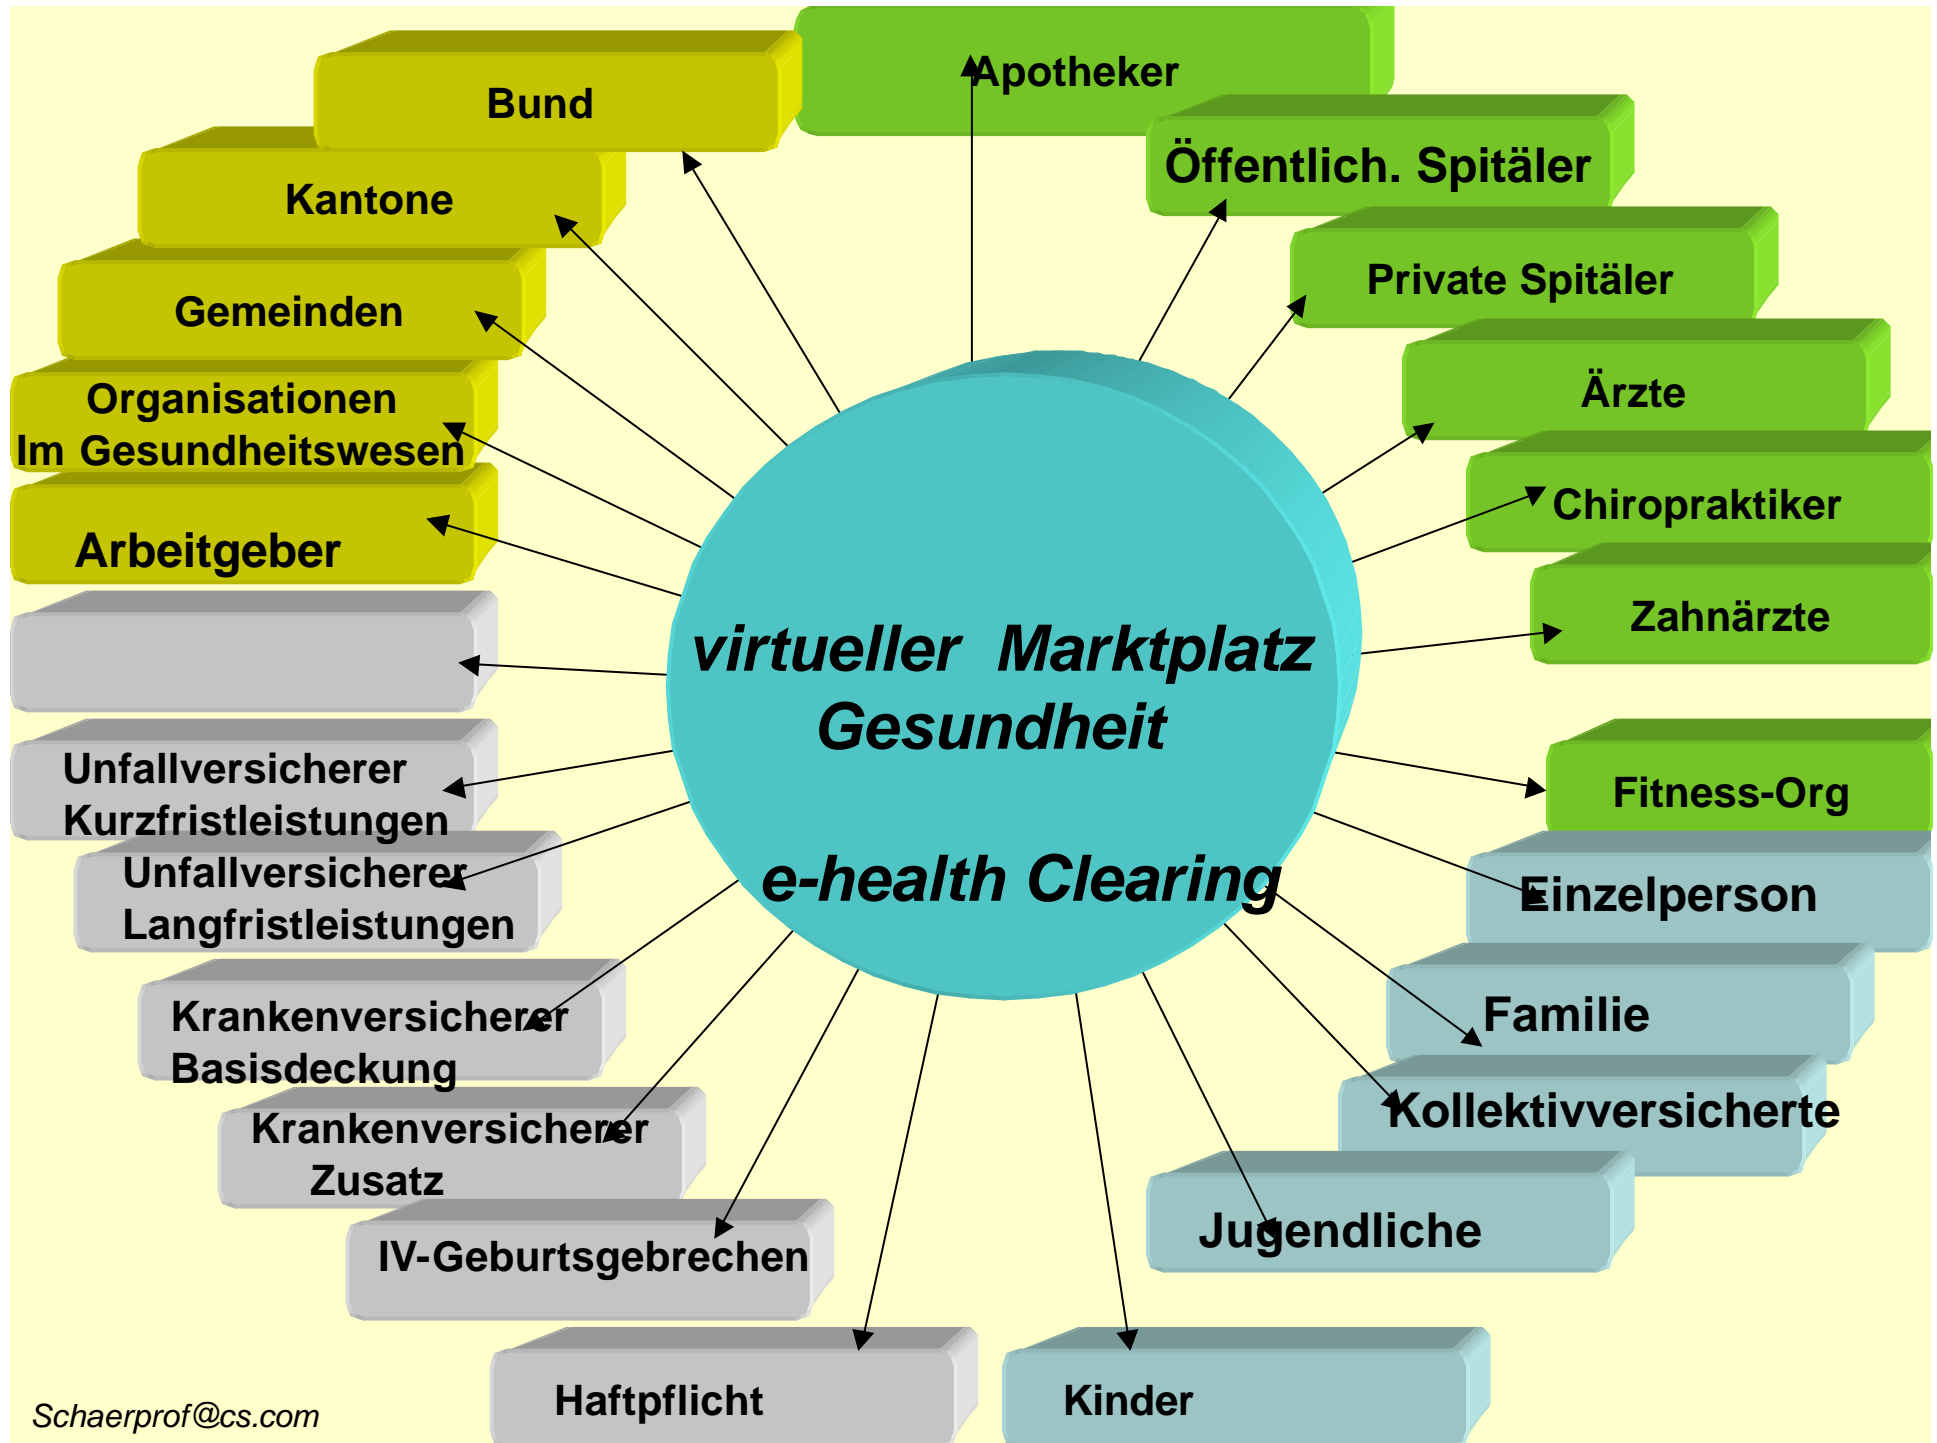 Apotheker
Bund
Öffentlich. Spitäler
Kantone
Private Spitäler
Gemeinden
Ärzte
Organisationen
Im Gesundheitswesen
Chiropraktiker
Arbeitgeber
Zahnärzte
virtueller Marktplatz
Gesundheit
e-health Clearing
Unfallversicherer
Kurzfristleistungen
Fitness-Org
Unfallversicherer
Langfristleistungen
Einzelperson
Krankenversicherer
Basisdeckung
Familie
Krankenversicherer
Zusatz
Kollektivversicherte
IV-Geburtsgebrechen
Jugendliche
Haftpflicht
Kinder
Schaerprof@cs.com